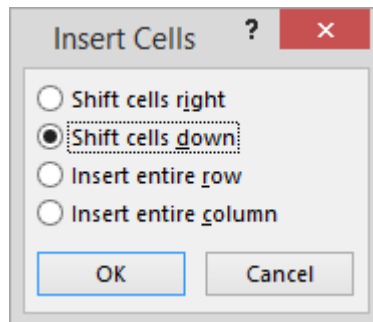 Insert Cells ? ×
Shift cells right
Shift cells down
Insert entire row
Insert entire column
OK Cancel